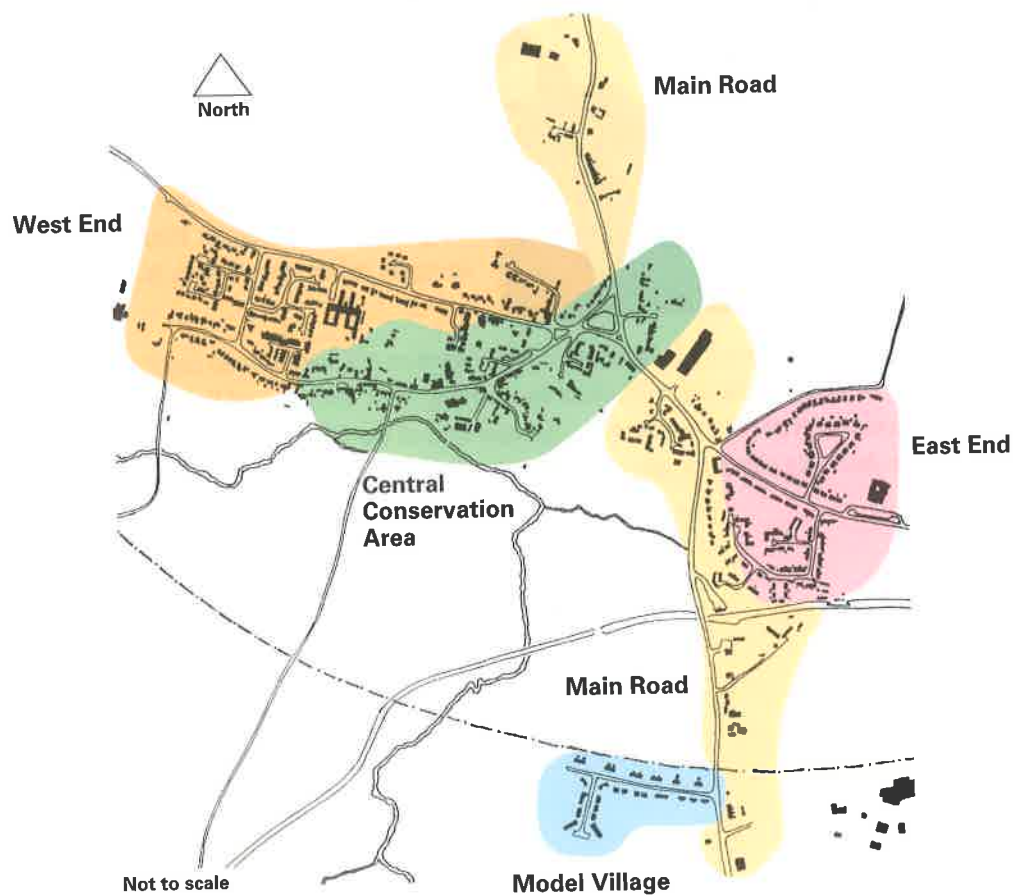 Main Road
North
West End
East End
Central
Conservation
Area
Main Road
Not to scale
Model Village